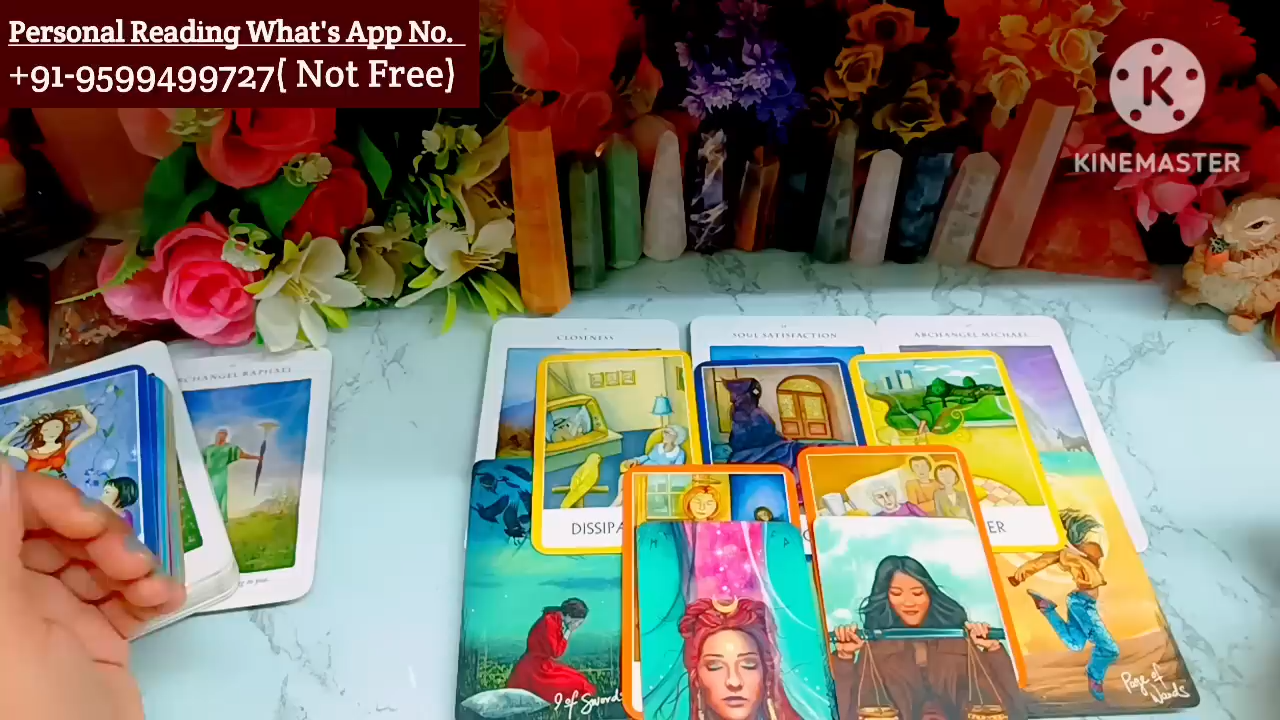 Personal Reading What's App No.
+91-9599499727( Not Free)
K
KINEMASTER
CLOSENESS
SOUL SATISFACTION
ARCHANGEL MICHAEL
ARCHANGEL RAPHAEL
DISSIPA
ER
9 of Swords
Page of
Wands